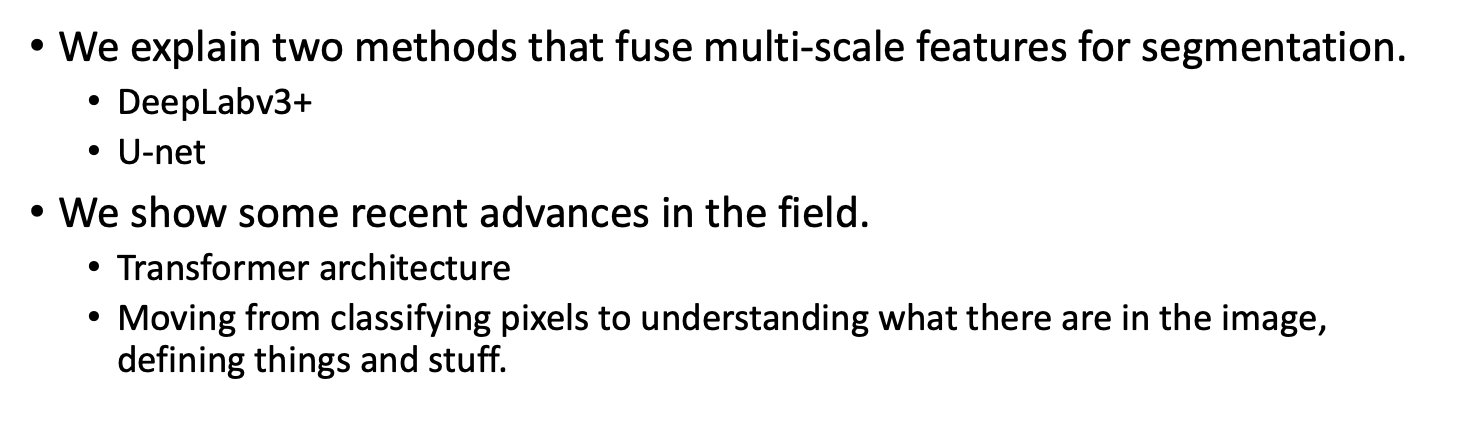 • We explain two methods that fuse multi-scale features for segmentation.
• DeepLabv3+
• U-net
• We show some recent advances in the field.
• Transformer architecture
• Moving from classifying pixels to understanding what there are in the image,
defining things and stuff.